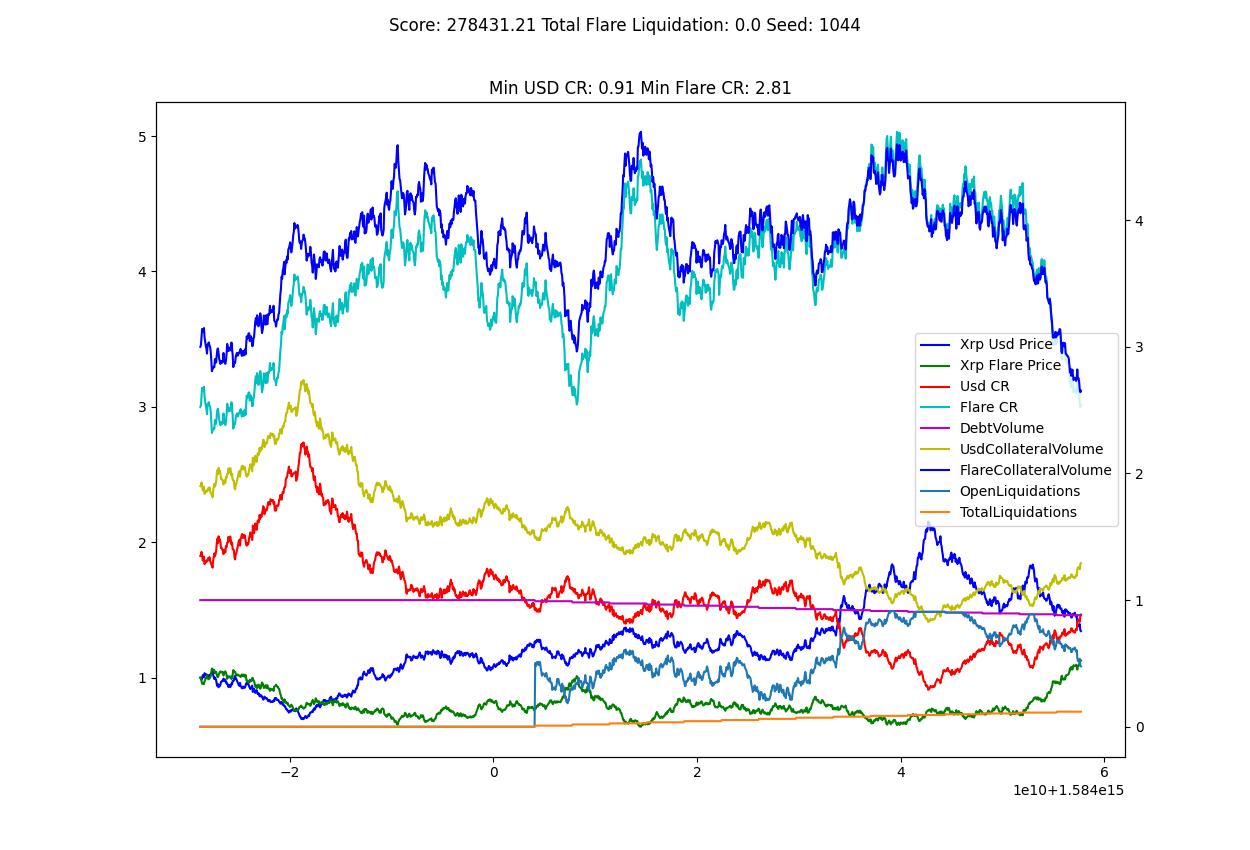 Score: 278431.21 Total Flare Liquidation: 0.0 Seed: 1044
Min USD CR: 0.91 Min Flare CR: 2.81
5
4
3
2
1
4
3
2
1
0
Xrp Usd Price
Xrp Flare Price
Usd CR
Flare CR
DebtVolume
UsdCollateralVolume
FlareCollateralVolume
OpenLiquidations
TotalLiquidations
−2 0 2 4 6
1e10+1.584e15